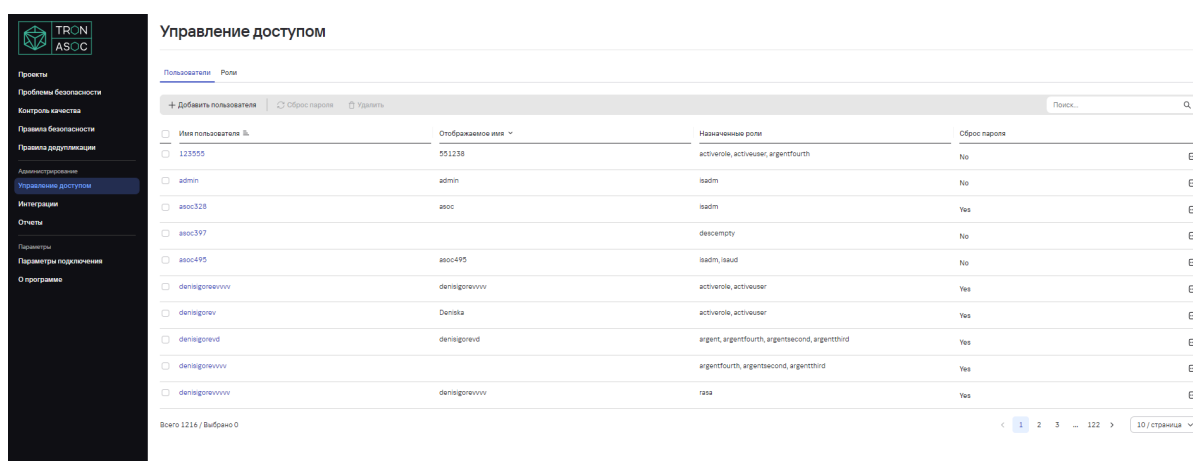 TRON
ASOC
Управление доступом
Проекты
Проблемы безопасности
Контроль качества
Правила безопасности
Правила дедупликации
Администрирование
Управление доступом
Интеграции
Отчеты
Параметры
Параметры подключения
О программе
Пользователи Роли
+ Добавить пользователя Сброс пароля Удалить Поиск...
Имя пользователя Отображаемое имя Назначенные роли Сброс пароля
123555 551238 activerole, activeuser, argentfourth No
admin admin isadm No
asoc328 asoc isadm Yes
asoc397 descempty No
asoc495 asoc495 isadm, isaud No
denisigoreevvvv denisigorevvvv activerole, activeuser Yes
denisigorev Deniska activerole, activeuser Yes
denisigorevd denisigorevd argent, argentfourth, argentsecond, argentthird Yes
denisigorevvvv argentfourth, argentsecond, argentthird Yes
denisigorevvvvv denisigorevvvv rasa Yes
Всего 1216 / Выбрано 0 < 1 2 3 ... 122 > 10 / страница